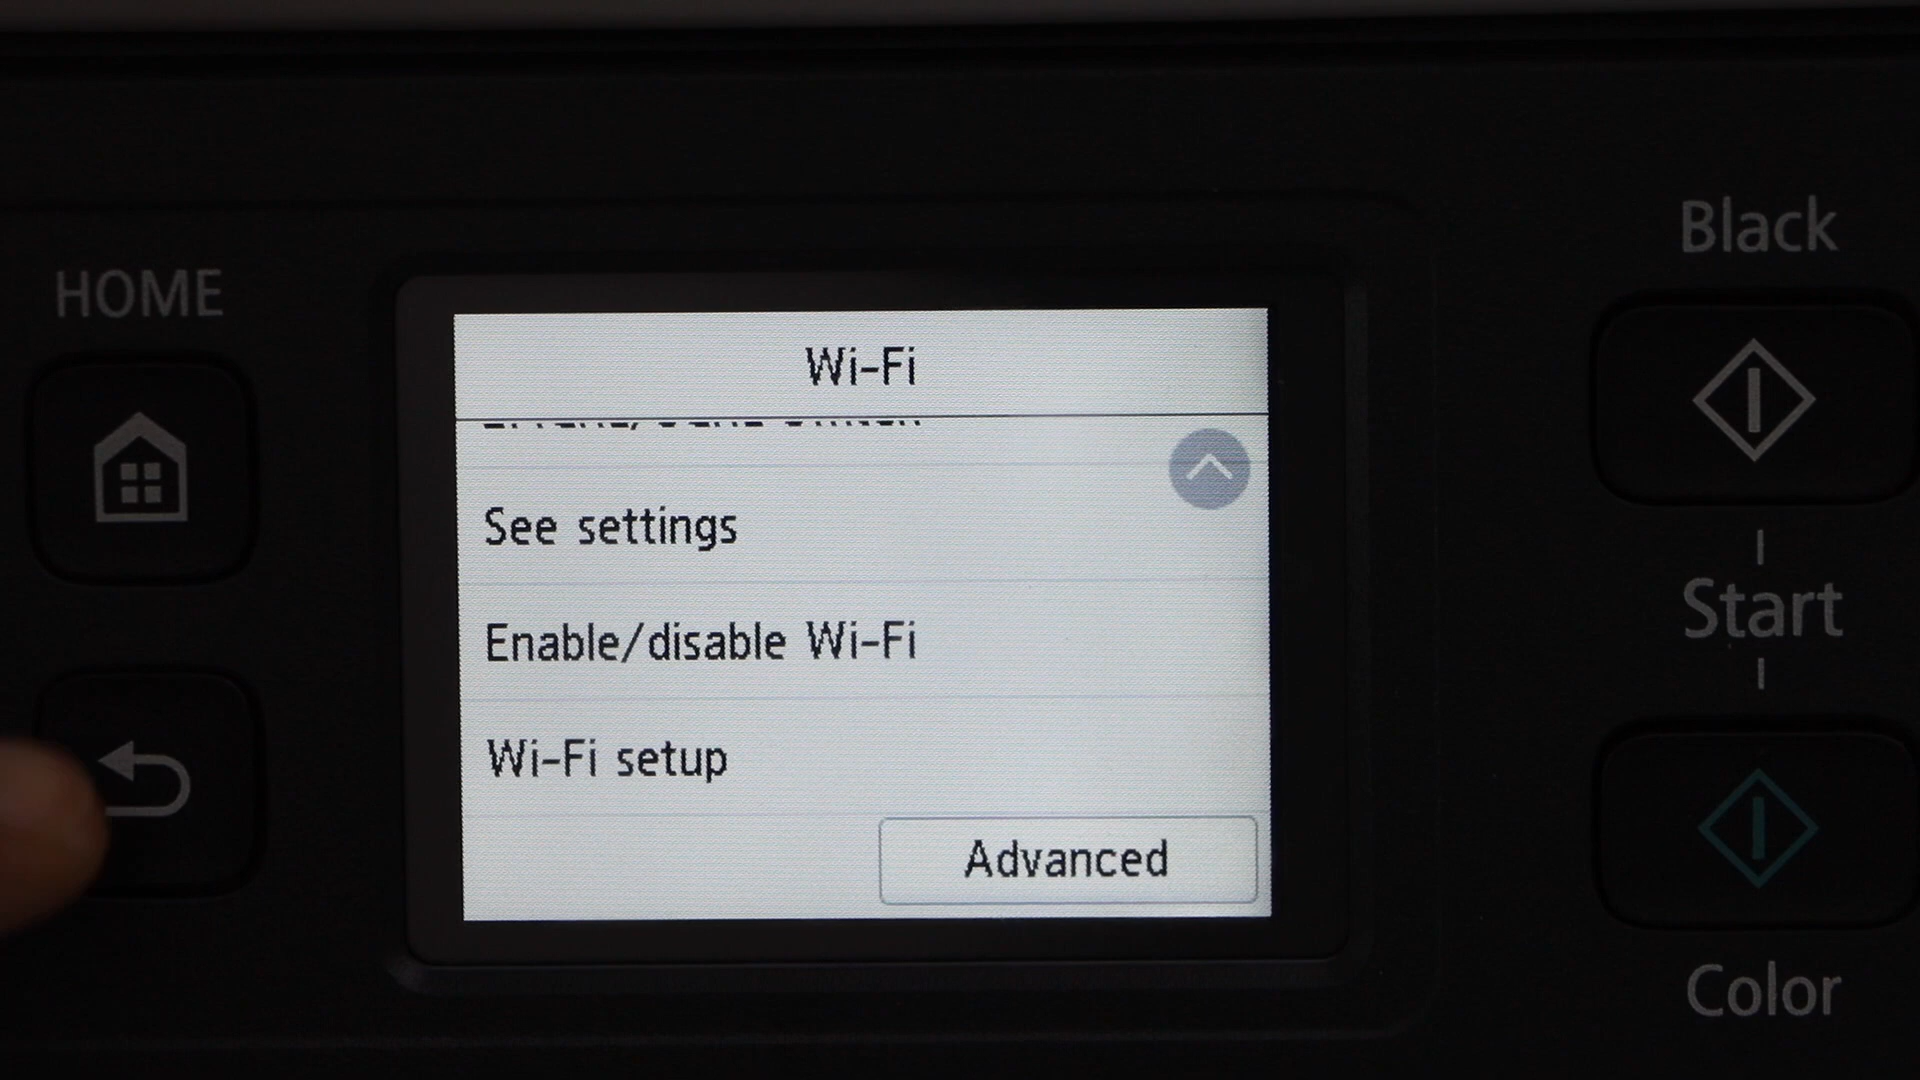 Black
HOME
Wi-Fi
See settings
Enable/disable Wi-Fi
Start
Wi-Fi setup
Advanced
Color